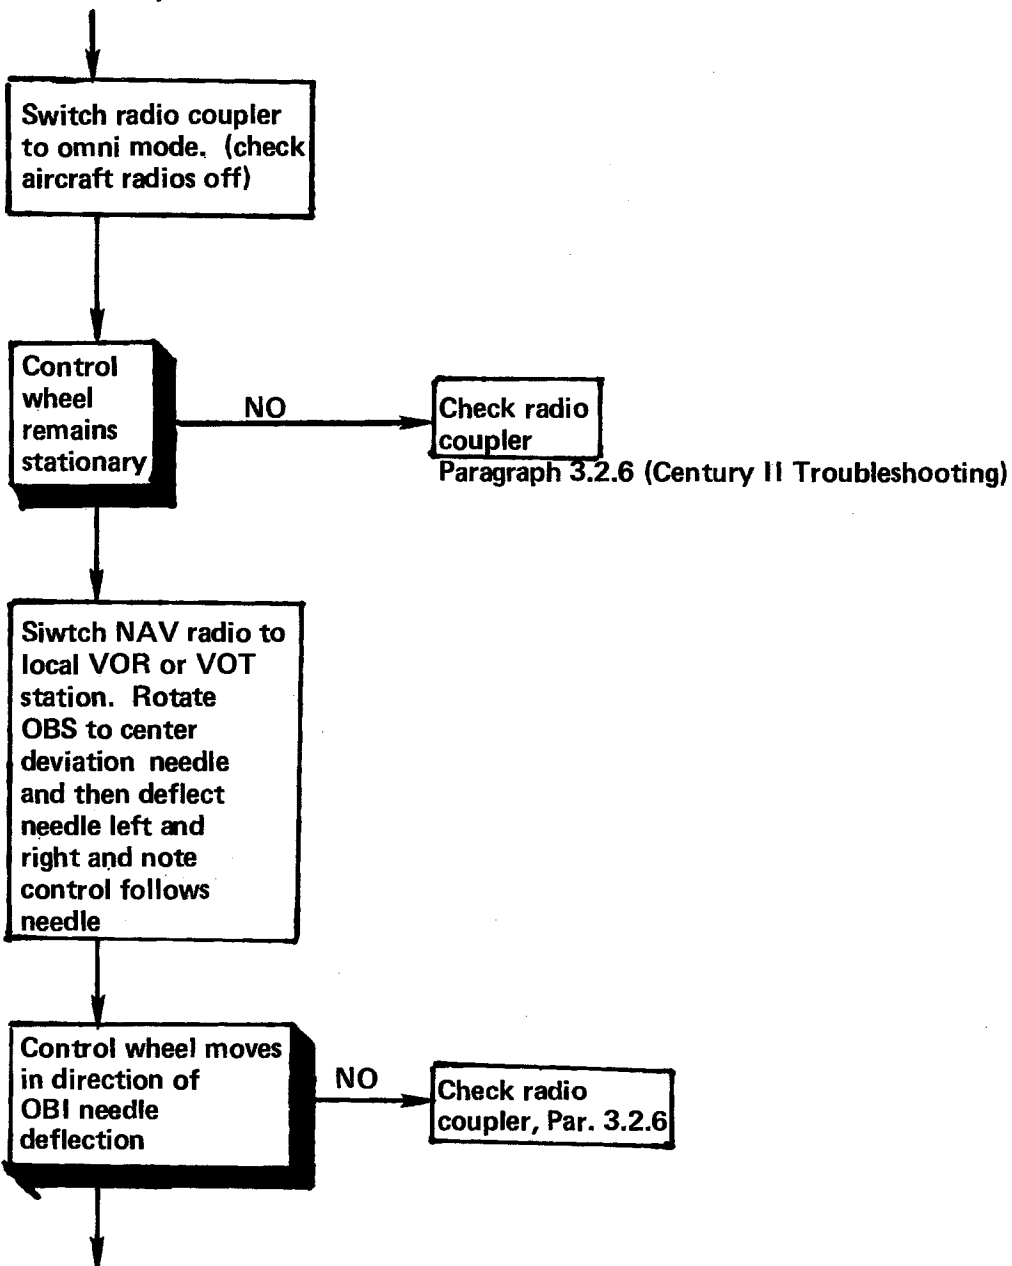 Switch radio coupler
to omni mode. (check
aircraft radios off)
Control
wheel
remains
stationary
NO
Check radio
coupler
Paragraph 3.2.6 (Century II Troubleshooting)
Siwtch NAV radio to
local VOR or VOT
station. Rotate
OBS to center
deviation needle
and then deflect
needle left and
right and note
control follows
needle
Control wheel moves
in direction of
OBI needle
deflection
NO
Check radio
coupler, Par. 3.2.6